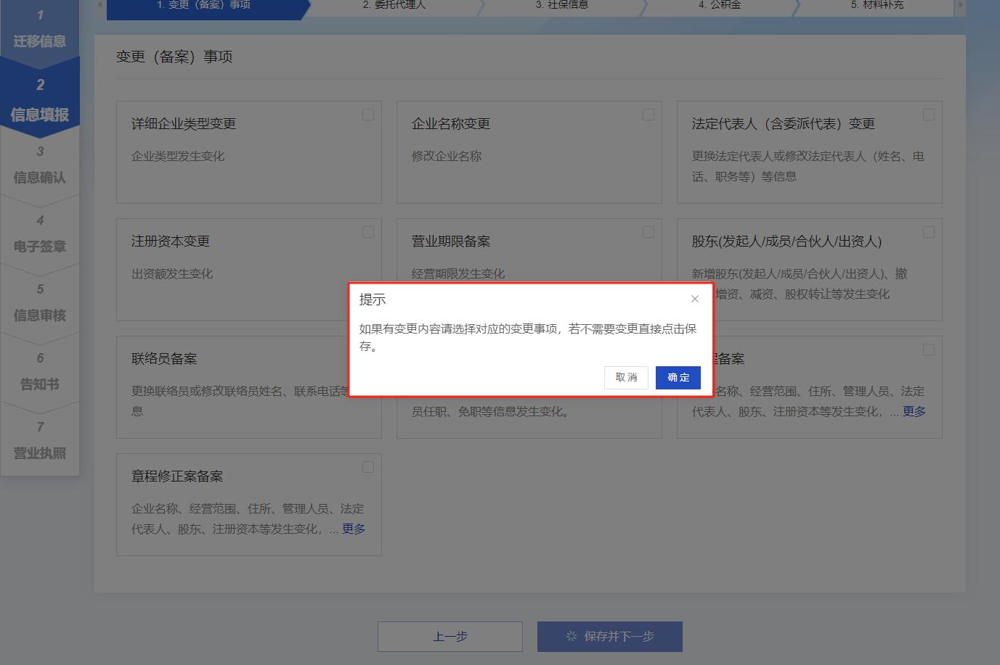 1
迁移信息
2
信息填报
3
信息确认
4
电子签章
5
信息审核
6
告知书
7
营业执照
1. 变更（备案）事项
2. 委托代理人
3. 社保信息
4. 公积金
5. 材料补充
变更（备案）事项
详细企业类型变更
企业类型发生变化
企业名称变更
修改企业名称
法定代表人（含委派代表）变更
更换法定代表人或修改法定代表人（姓名、电
话、职务等）等信息
注册资本变更
出资额发生变化
营业期限备案
经营期限发生变化
股东(发起人/成员/合伙人/出资人)
新增股东(发起人/成员/合伙人/出资人)、撤
增资、减资、股权转让等发生变化
提示
如果有变更内容请选择对应的变更事项，若不需要变更直接点击保
存。
取消
确定
联络员备案
更换联络员或修改联络员姓名、联系电话等
息
员任职、免职等信息发生变化。
备案
名称、经营范围、住所、管理人员、法定
代表人、股东、注册资本等发生变化，... 更多
章程修正案备案
企业名称、经营范围、住所、管理人员、法定
代表人、股东、注册资本等发生变化，... 更多
上一步
保存并下一步